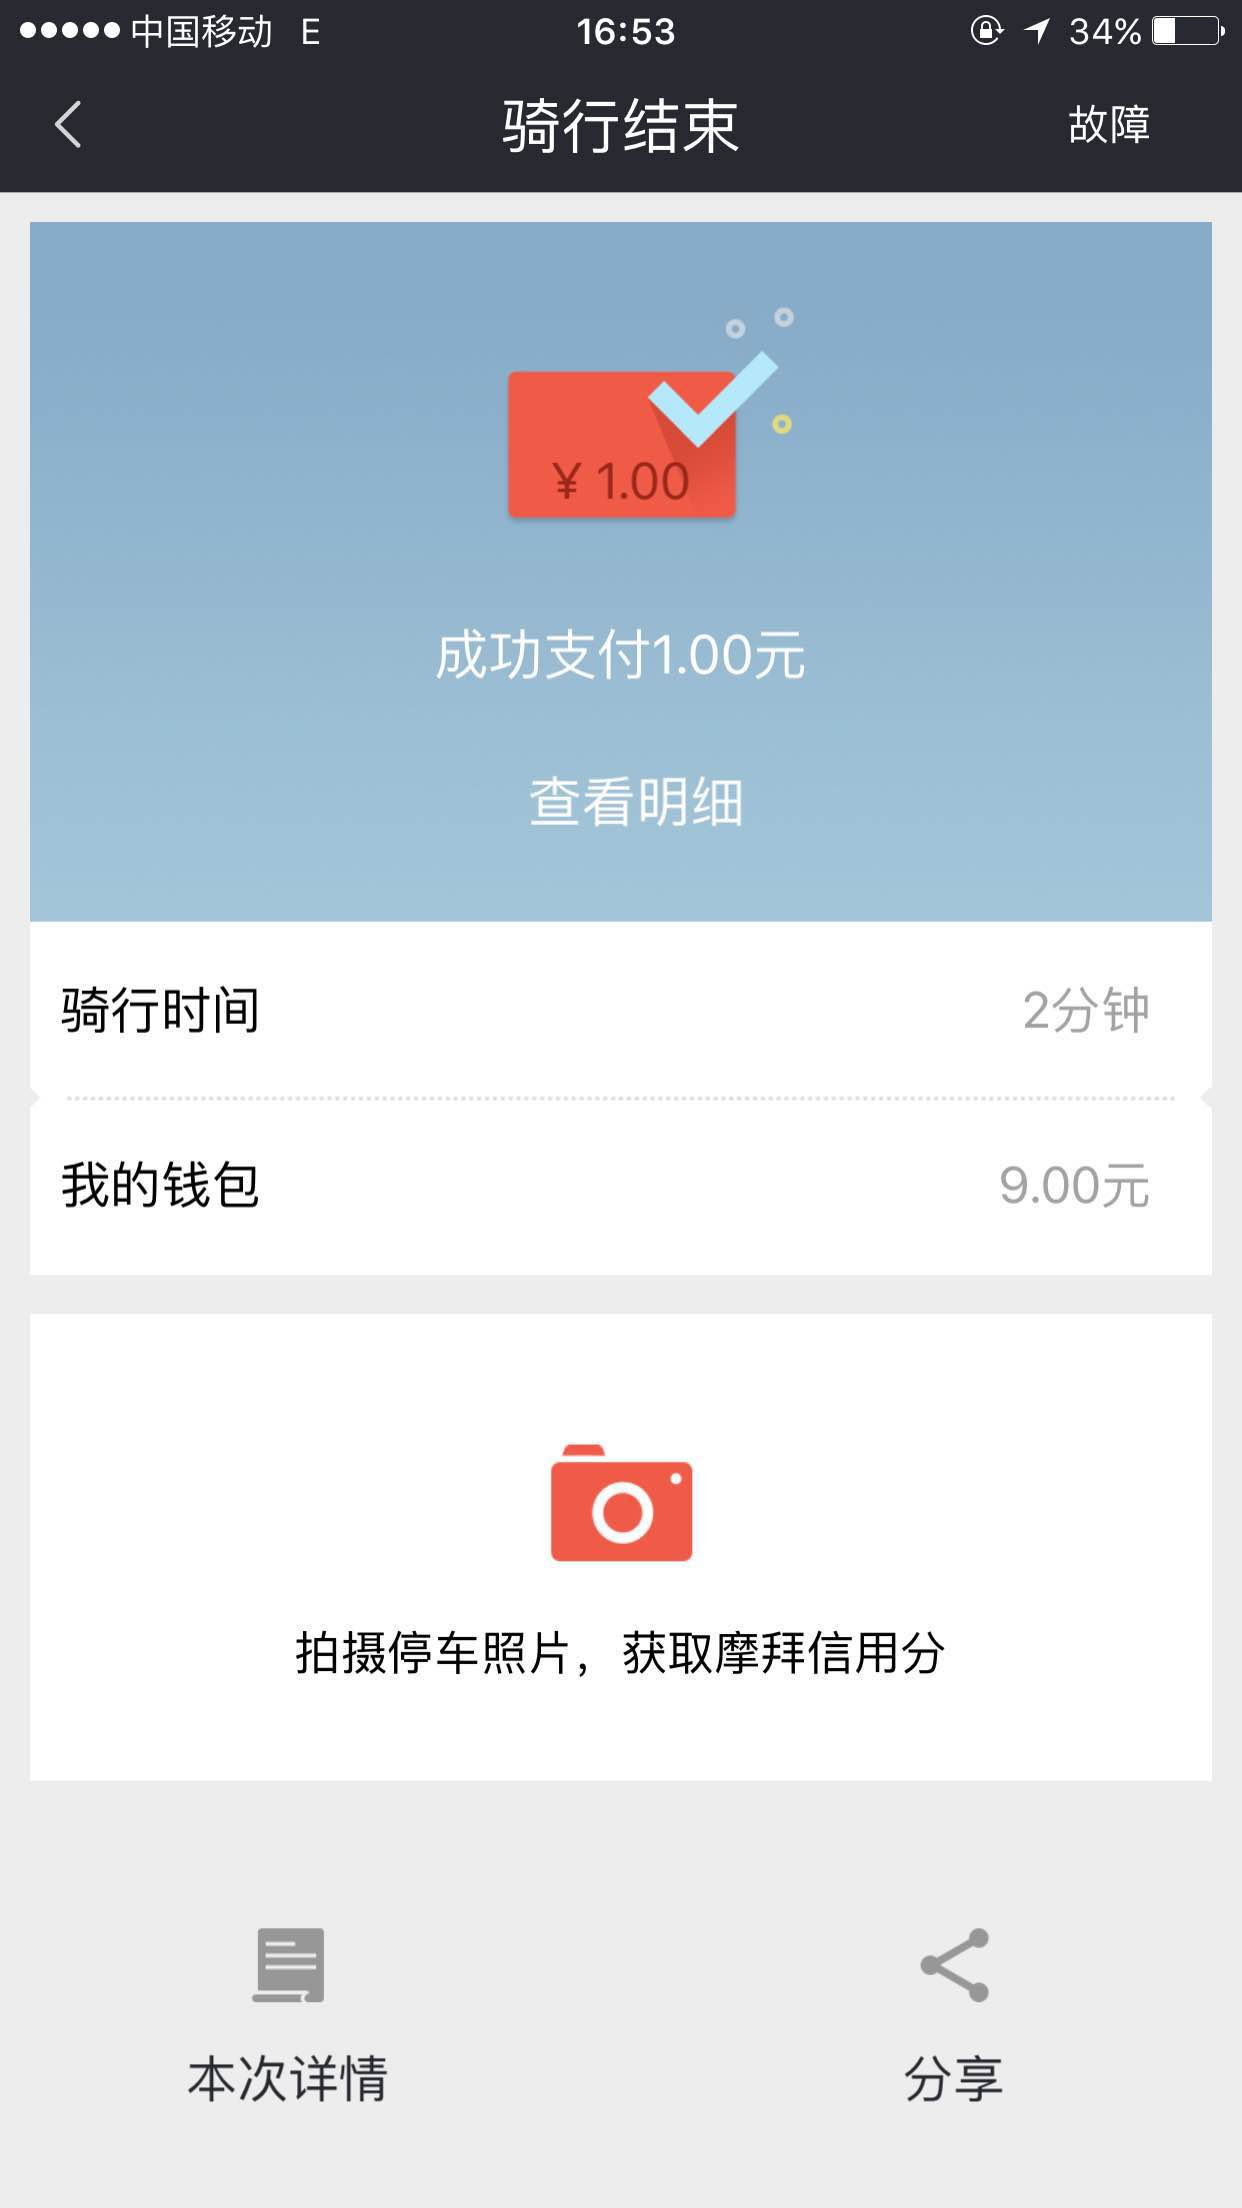 中国移动 E 16:53 34%
骑行结束 故障
¥ 1.00
成功支付1.00元
查看明细
骑行时间 2分钟
我的钱包 9.00元
拍摄停车照片，获取摩拜信用分
本次详情 分享